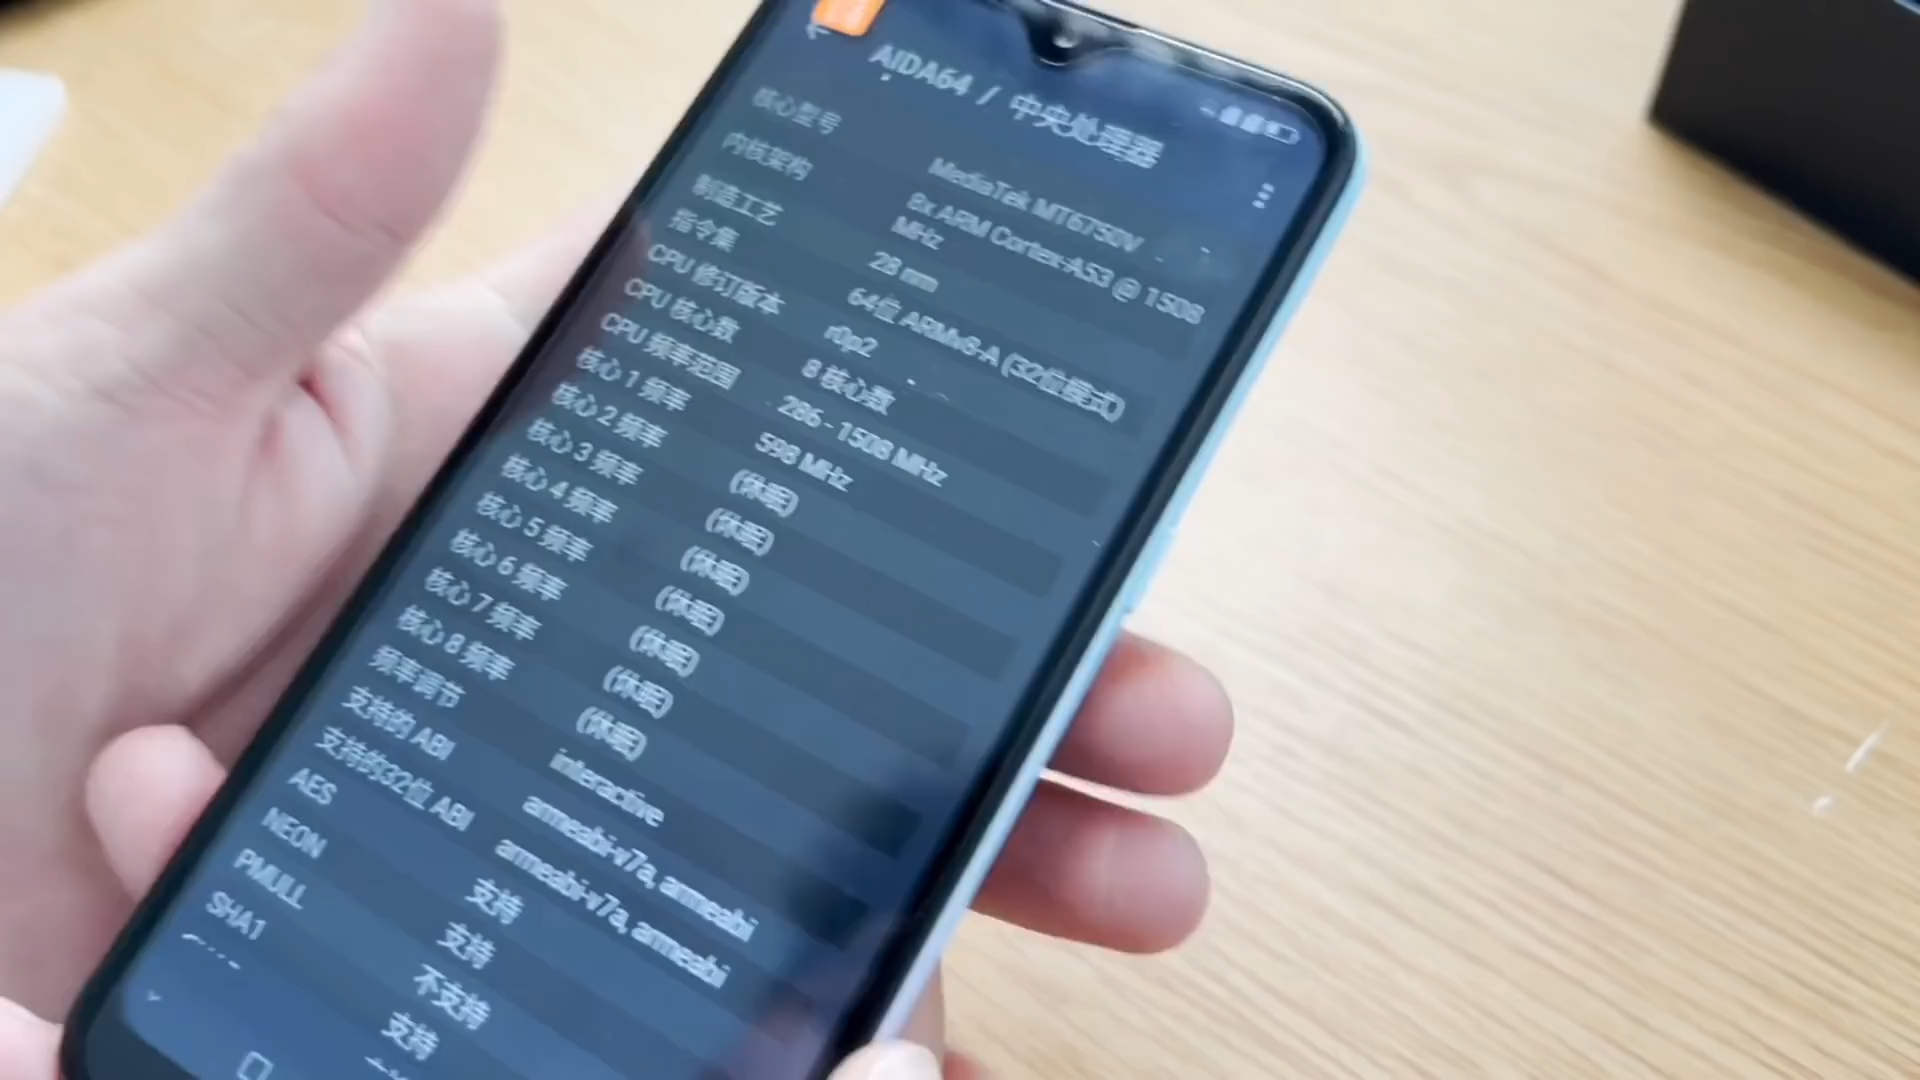 AIDA64 / 中央处理器
核心型号 MediaTek MT6750V
内核架构 8x ARM Cortex-A53 @ 1508
MHz
制造工艺 28 nm
指令集 64位 ARMv8-A (32位模式)
CPU 修订版本 r0p2
CPU 核心数 8 核心数
CPU 频率范围 286 - 1508 MHz
核心 1 频率 598 MHz
核心 2 频率 (休眠)
核心 3 频率 (休眠)
核心 4 频率 (休眠)
核心 5 频率 (休眠)
核心 6 频率 (休眠)
核心 7 频率 (休眠)
核心 8 频率 (休眠)
频率调节 interactive
支持的 ABI armeabi-v7a, armeabi
支持的32位 ABI armeabi-v7a, armeabi
AES 支持
NEON 支持
PMULL 不支持
SHA1 支持